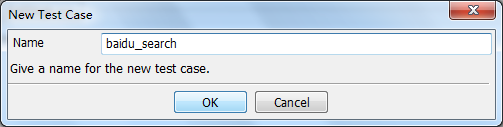 New Test Case
Name baidu_search
Give a name for the new test case.
OK Cancel